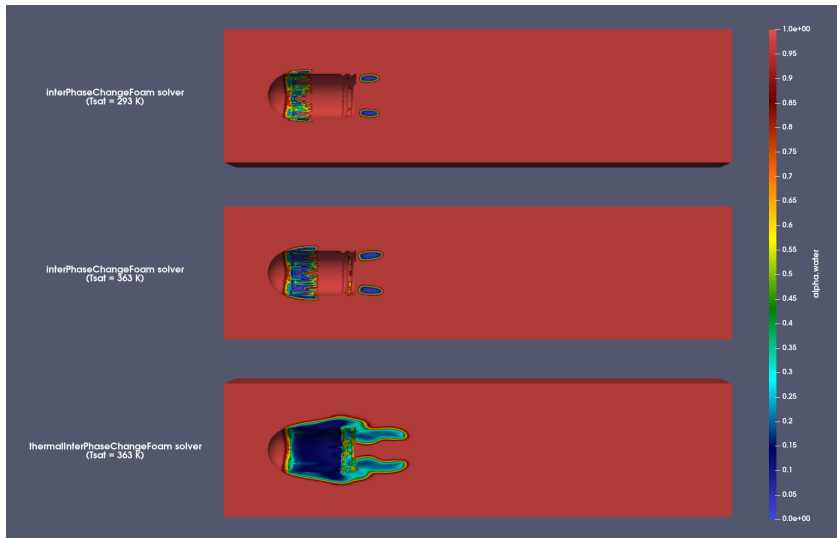 interPhaseChangeFoam solver
(Tsat = 293 K)
interPhaseChangeFoam solver
(Tsat = 363 K)
thermalInterPhaseChangeFoam solver
(Tsat = 363 K)
1.0e+00
0.95
0.9
0.85
0.8
0.75
0.7
0.65
0.6
0.55
0.5
0.45
0.4
0.35
0.3
0.25
0.2
0.15
0.1
0.05
0.0e+00
alpha.water